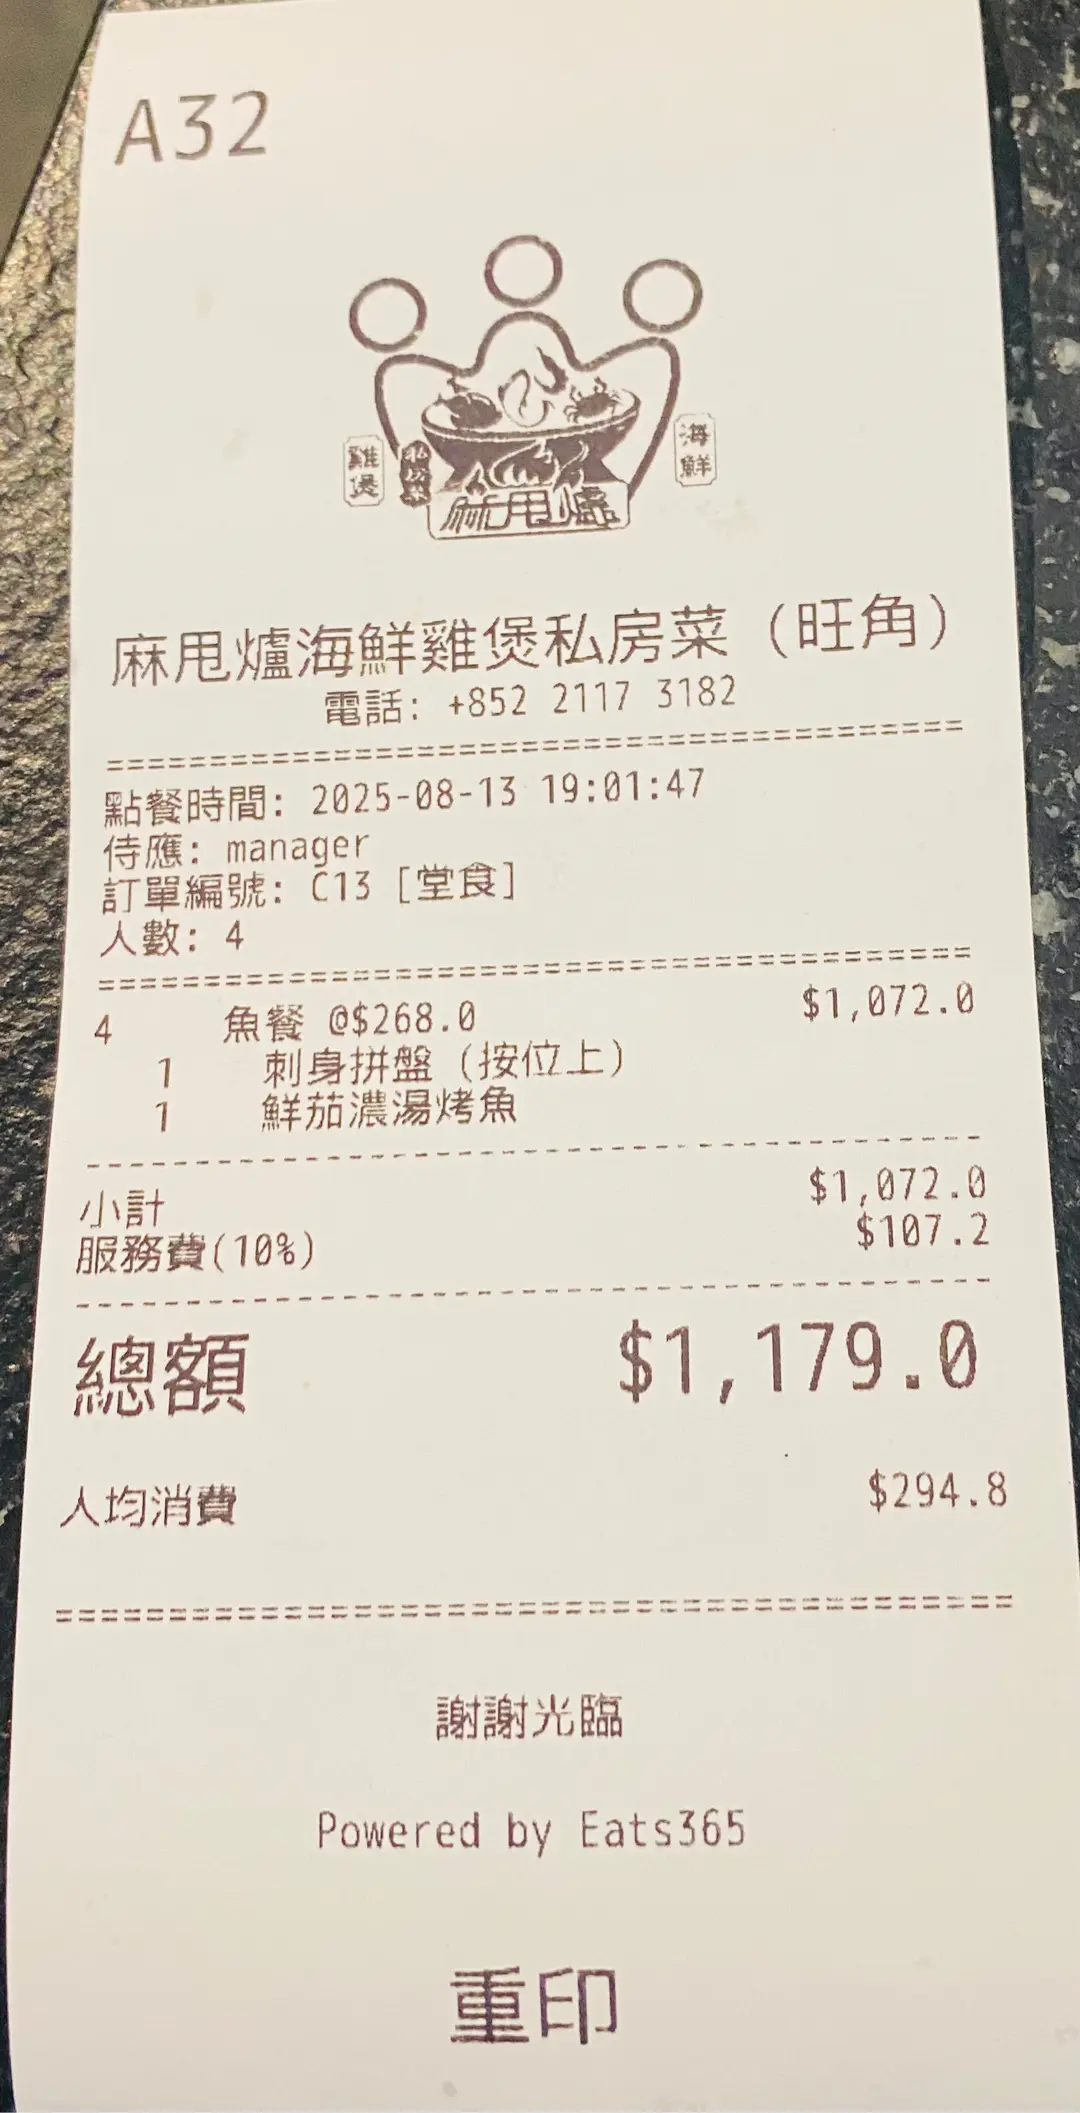 A32
雞煲
私房菜
海鮮
麻甩爐
麻甩爐海鮮雞煲私房菜（旺角）
電話: +852 2117 3182
======================================
點餐時間: 2025-08-13 19:01:47
侍應: manager
訂單編號: C13 [堂食]
人數: 4
======================================
4 魚餐 @$268.0 $1,072.0
1 刺身拼盤（按位上）
1 鮮茄濃湯烤魚
--------------------------------------
小計 $1,072.0
服務費(10%) $107.2
--------------------------------------
總額 $1,179.0
人均消費 $294.8
======================================
謝謝光臨
Powered by Eats365
重印